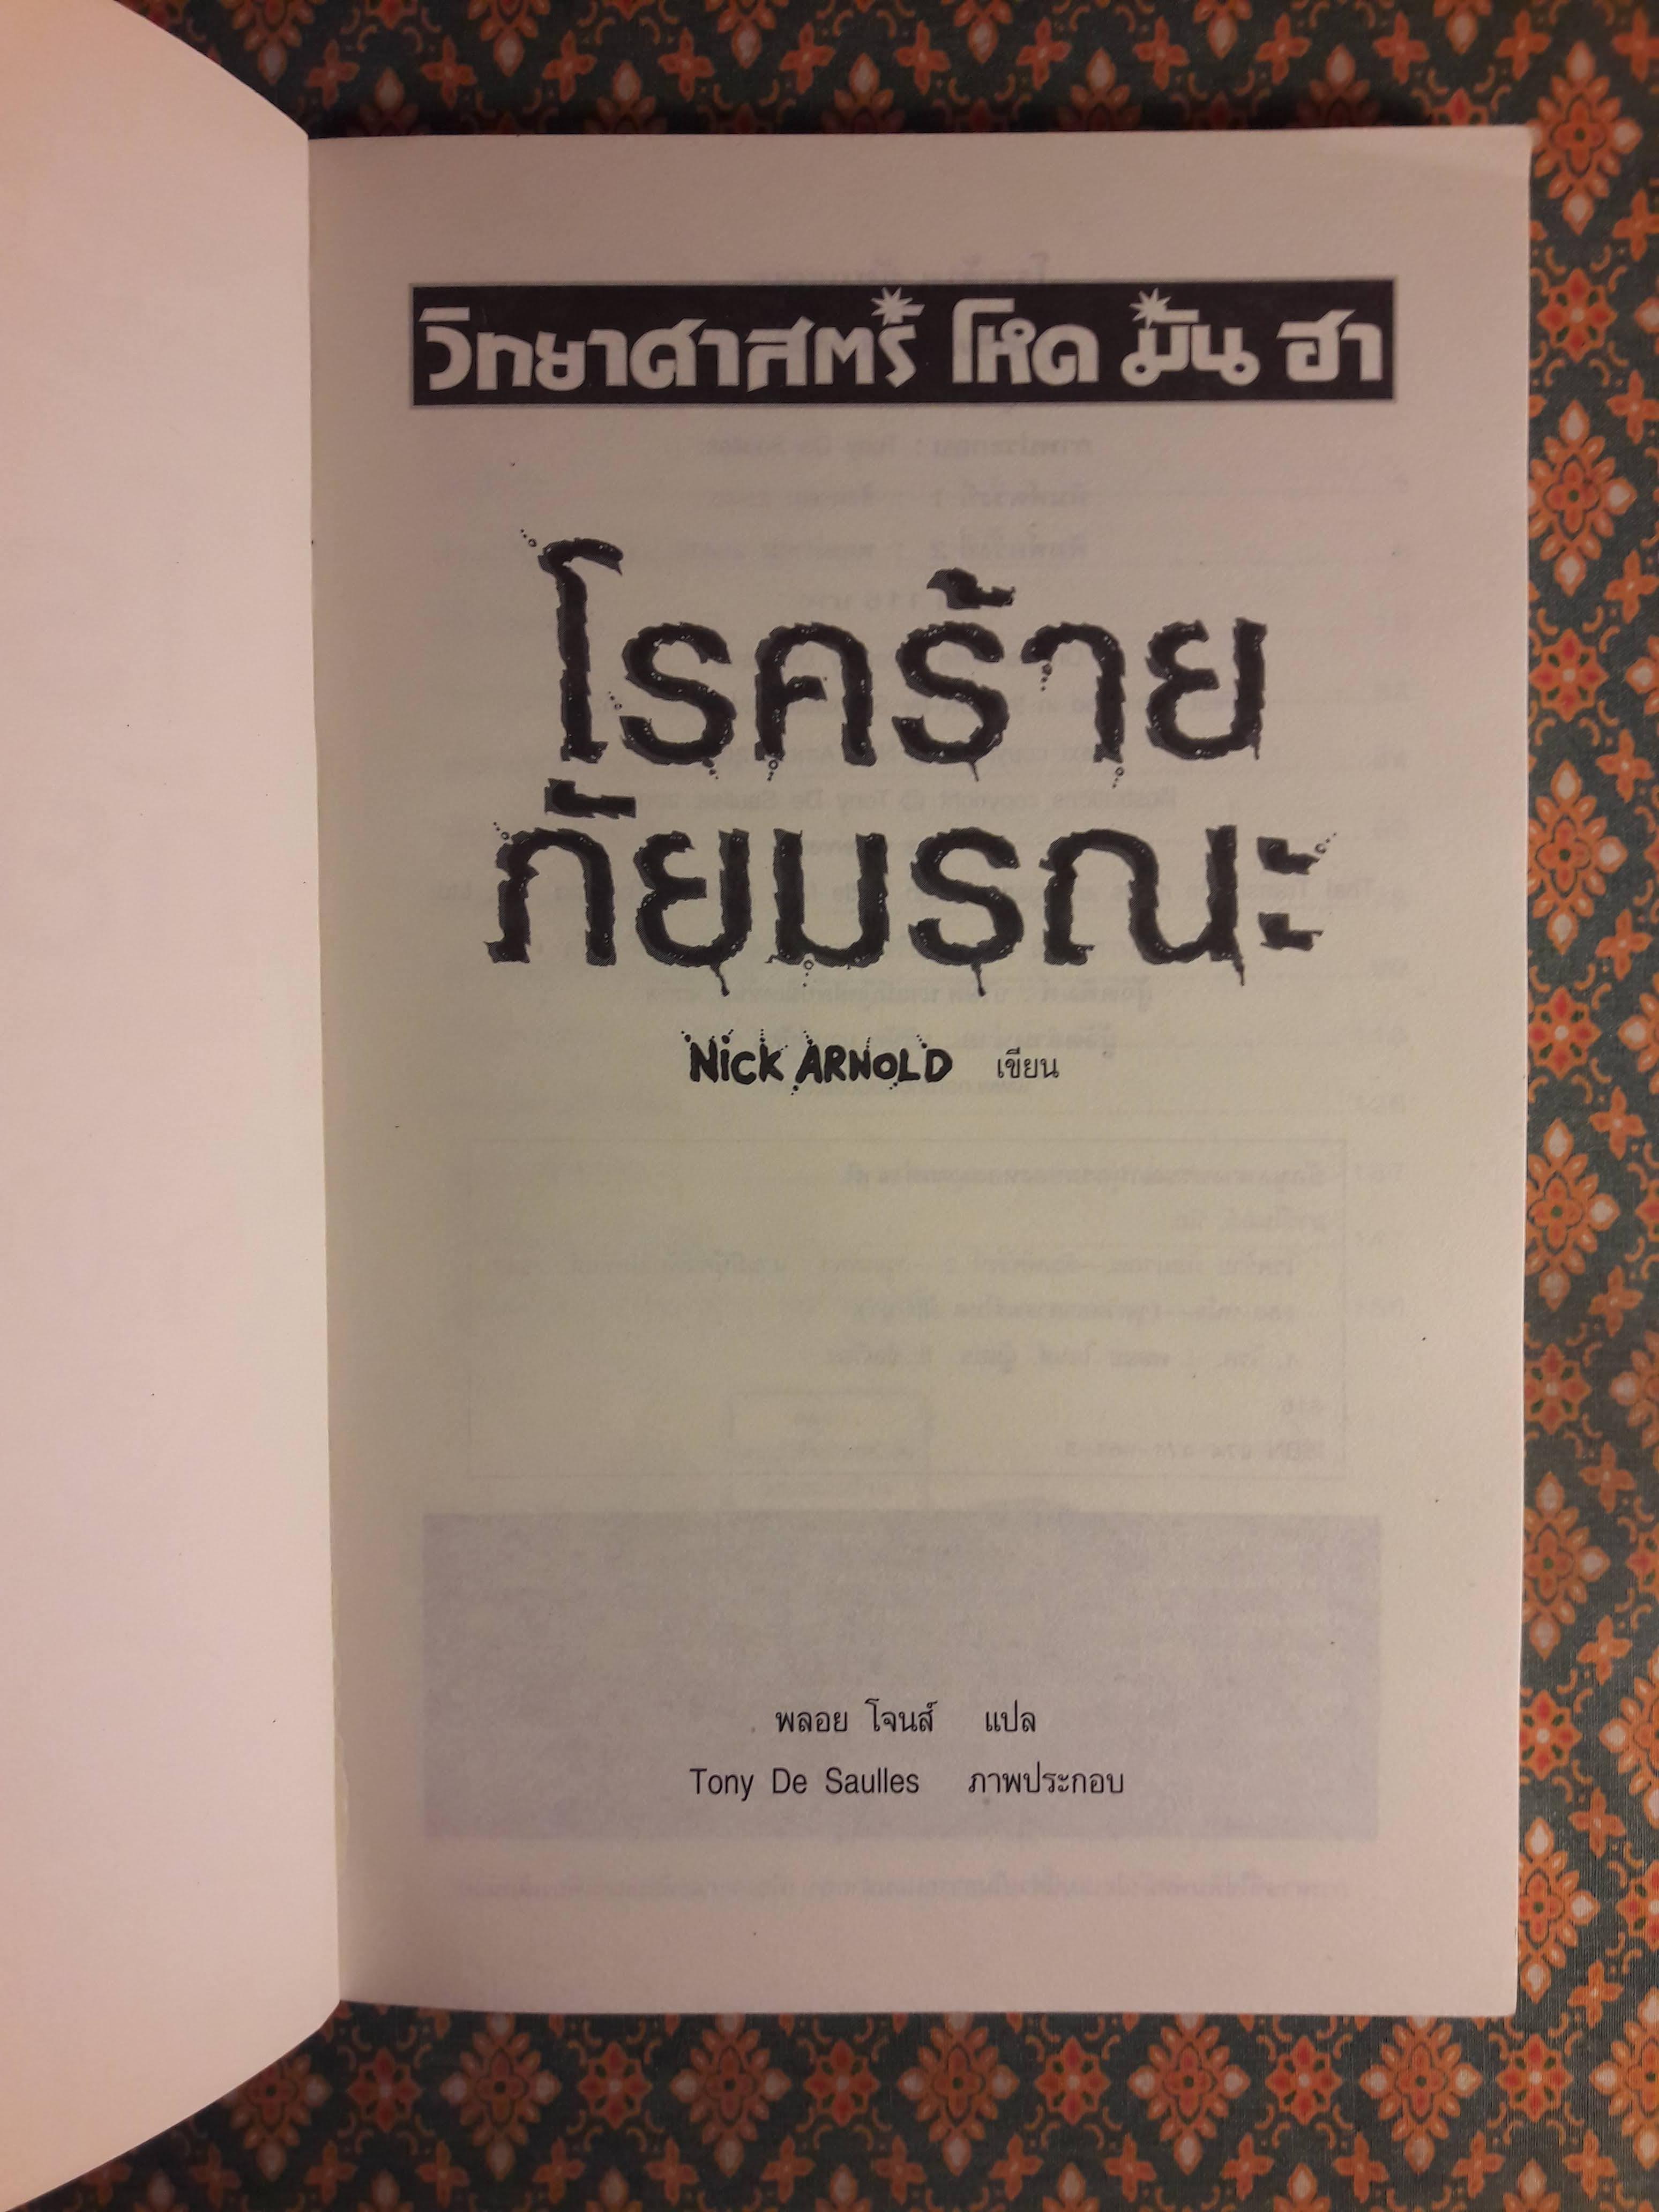 วิทยาศาสตร์ โหด มัน ฮา
โรคร้าย
ภัยมรณะ
NICK ARNOLD เขียน
พลอย โจนส์ แปล
Tony De Saulles ภาพประกอบ